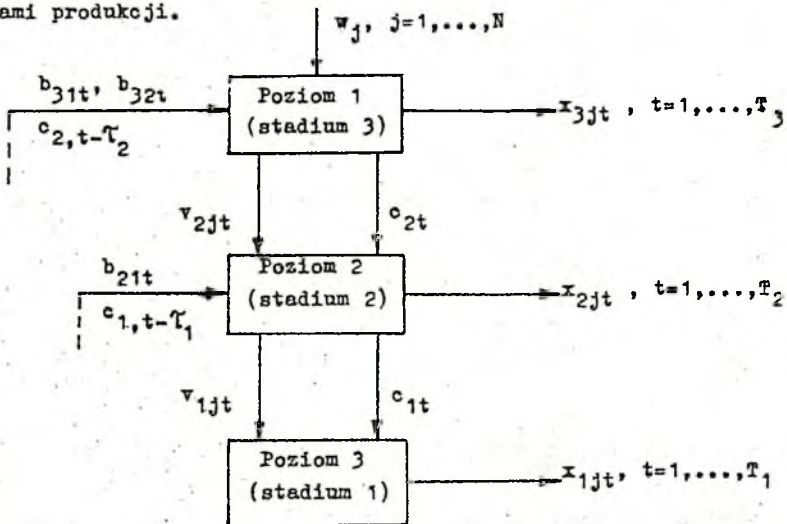 ami produkcji.
w_j, j=1,...,N
b_31t, b_32t
c_2,t-τ_2
Poziom 1
(stadium 3)
x_3jt , t=1,...,T_3
v_2jt
c_2t
b_21t
c_1,t-τ_1
Poziom 2
(stadium 2)
x_2jt , t=1,...,T_2
v_1jt
c_1t
Poziom 3
(stadium 1)
x_1jt, t=1,...,T_1